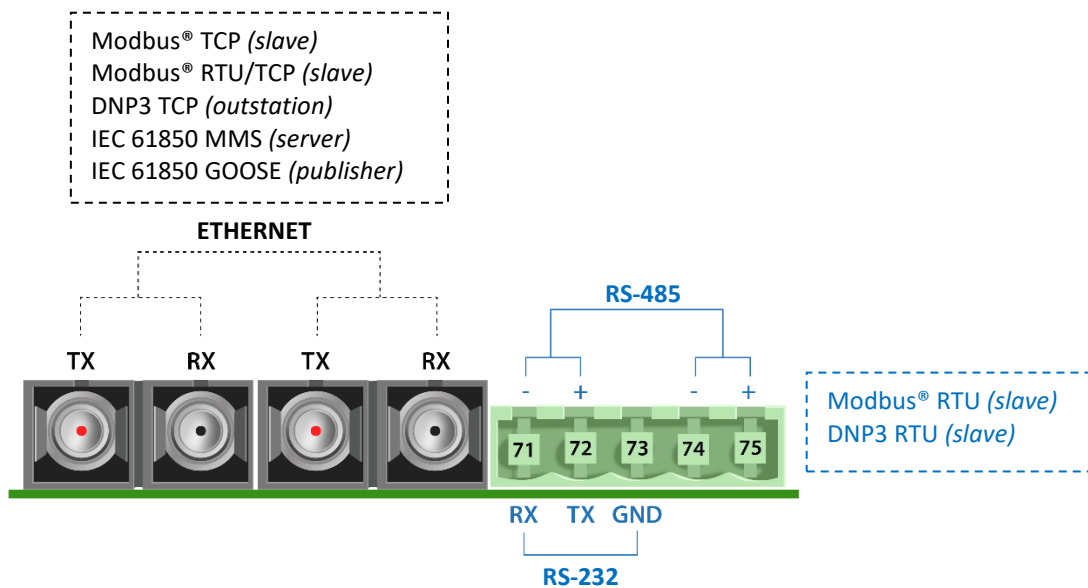 Modbus® TCP (slave)
Modbus® RTU/TCP (slave)
DNP3 TCP (outstation)
IEC 61850 MMS (server)
IEC 61850 GOOSE (publisher)
ETHERNET
TX RX TX RX
RS-485
- + - +
71 72 73 74 75
Modbus® RTU (slave)
DNP3 RTU (slave)
RX TX GND
RS-232